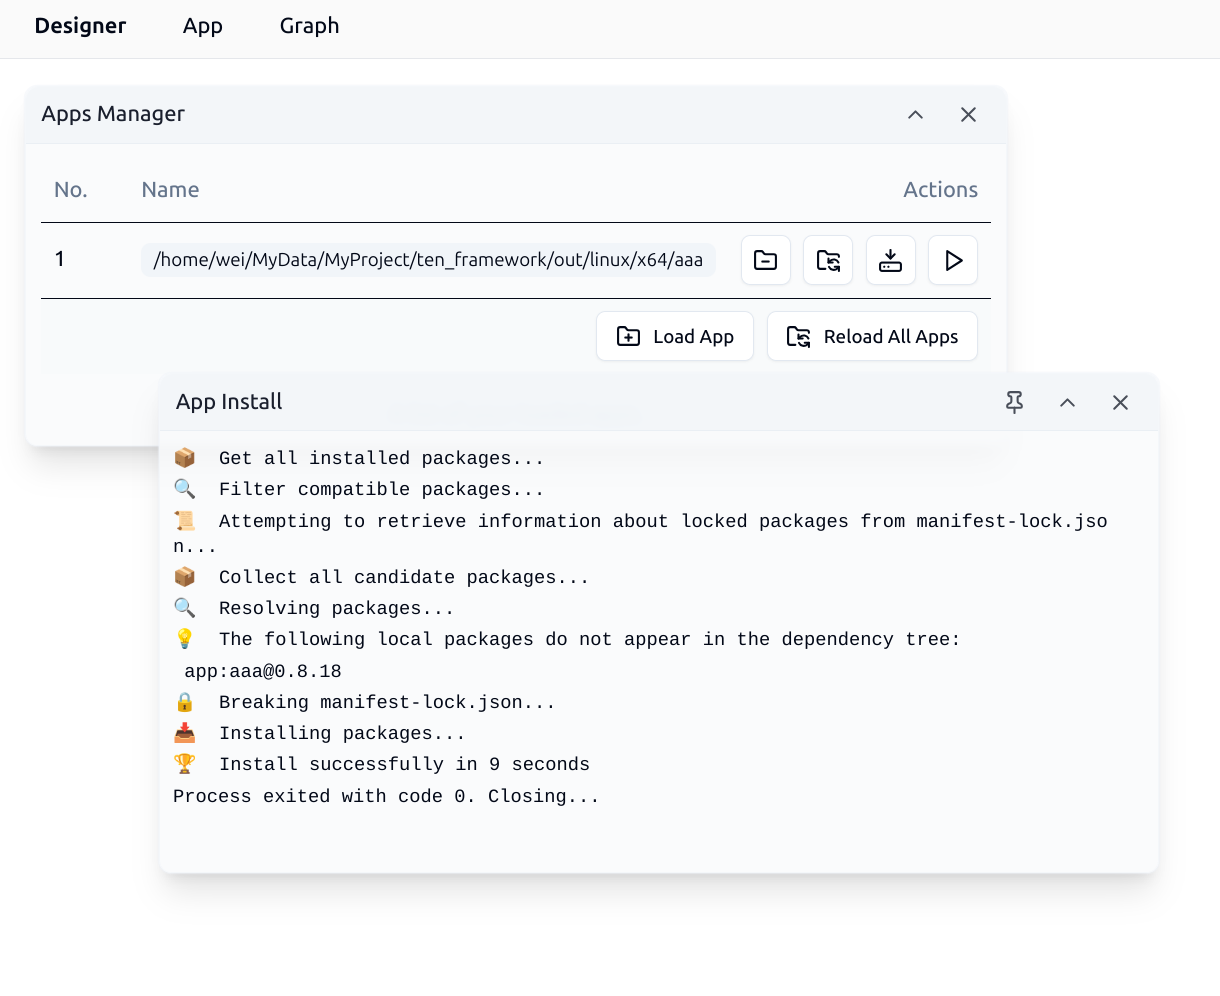 Designer App Graph
Apps Manager
No. Name Actions
1 /home/wei/MyData/MyProject/ten_framework/out/linux/x64/aaa
Load App Reload All Apps
App Install
📦 Get all installed packages...
🔍 Filter compatible packages...
📜 Attempting to retrieve information about locked packages from manifest-lock.jso
n...
📦 Collect all candidate packages...
🔍 Resolving packages...
💡 The following local packages do not appear in the dependency tree:
app:aaa@0.8.18
🔒 Breaking manifest-lock.json...
📥 Installing packages...
🏆 Install successfully in 9 seconds
Process exited with code 0. Closing...